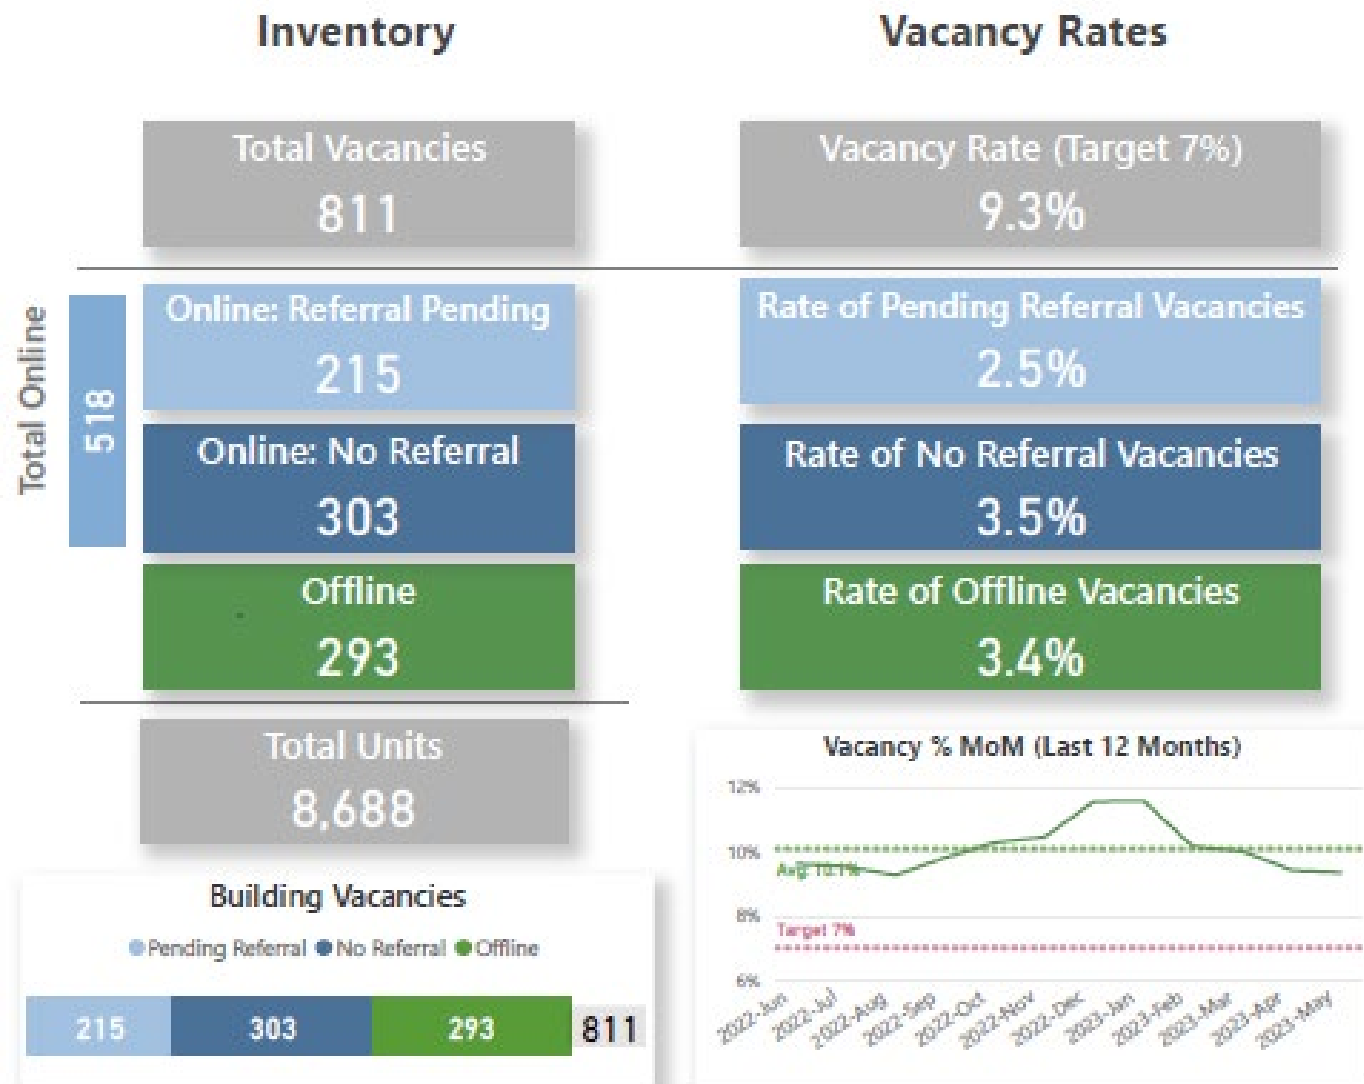 Inventory
Vacancy Rates
Total Vacancies
811
Vacancy Rate (Target 7%)
9.3%
Total Online
518
Online: Referral Pending
215
Rate of Pending Referral Vacancies
2.5%
Online: No Referral
303
Rate of No Referral Vacancies
3.5%
Offline
293
Rate of Offline Vacancies
3.4%
Total Units
8,688
Building Vacancies
Pending Referral No Referral Offline
215 303 293 811
Vacancy % MoM (Last 12 Months)
12%
10%
Avg: 10.1%
8%
Target 7%
6%
2022-Jun
2022-Jul
2022-Aug
2022-Sep
2022-Oct
2022-Nov
2022-Dec
2023-Jan
2023-Feb
2023-Mar
2023-Apr
2023-May